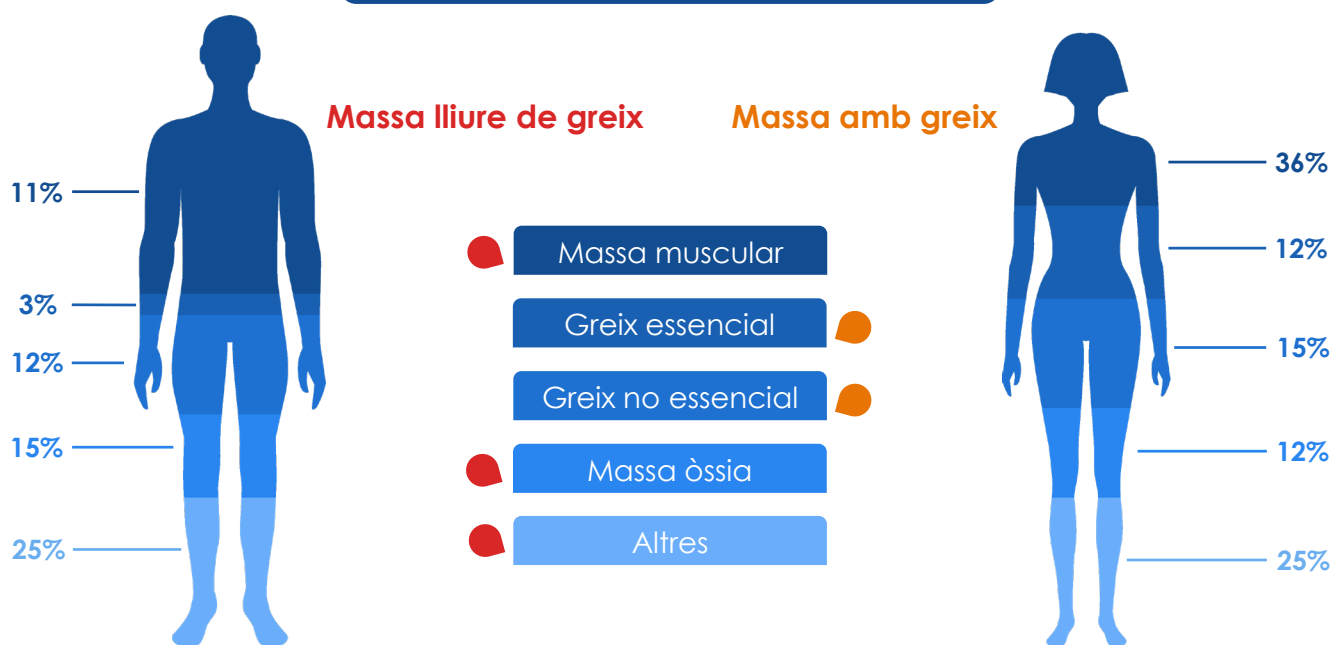 Massa lliure de greix
Massa amb greix
11%
3%
12%
15%
25%
Massa muscular
Greix essencial
Greix no essencial
Massa òssia
Altres
36%
12%
15%
12%
25%